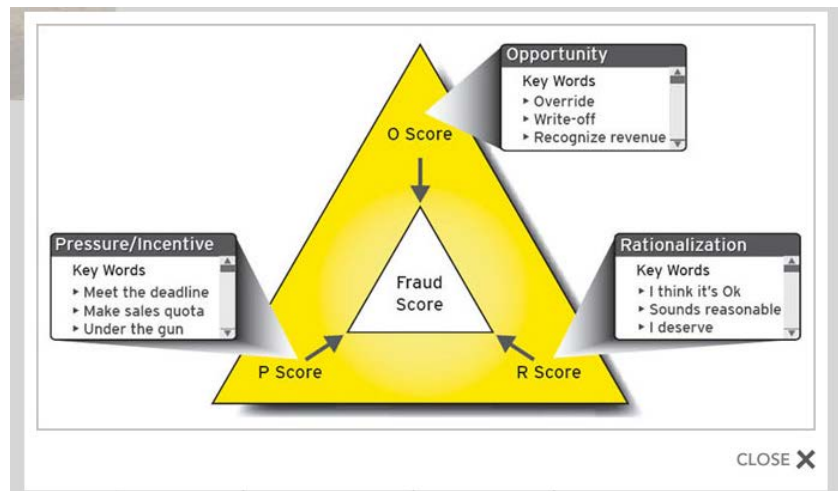 Opportunity
Key Words
▸ Override
▸ Write-off
▸ Recognize revenue
O Score
Pressure/Incentive
Key Words
▸ Meet the deadline
▸ Make sales quota
▸ Under the gun
Rationalization
Key Words
▸ I think it's Ok
▸ Sounds reasonable
▸ I deserve
Fraud
Score
P Score
R Score
CLOSE X